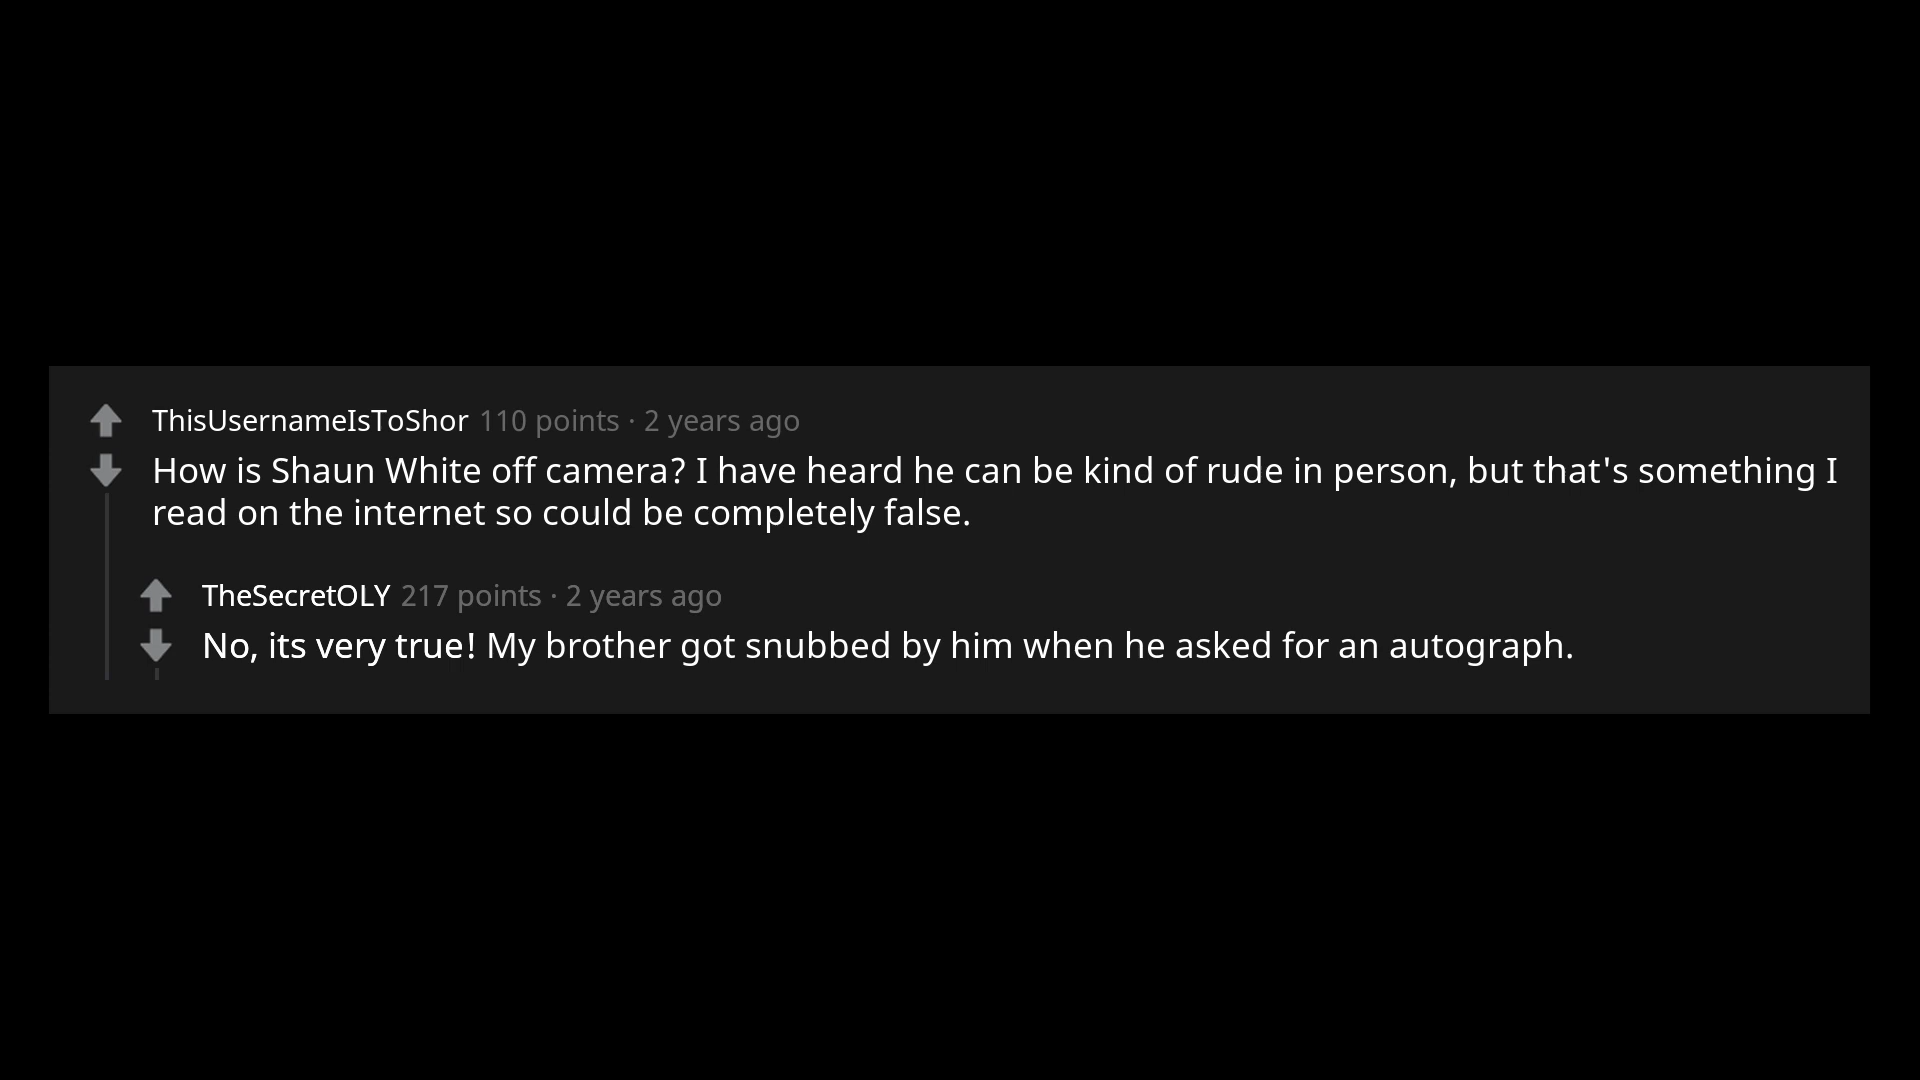 ThisUsernameIsToShor 110 points · 2 years ago
How is Shaun White off camera? I have heard he can be kind of rude in person, but that's something I
read on the internet so could be completely false.
TheSecretOLY 217 points · 2 years ago
No, its very true! My brother got snubbed by him when he asked for an autograph.